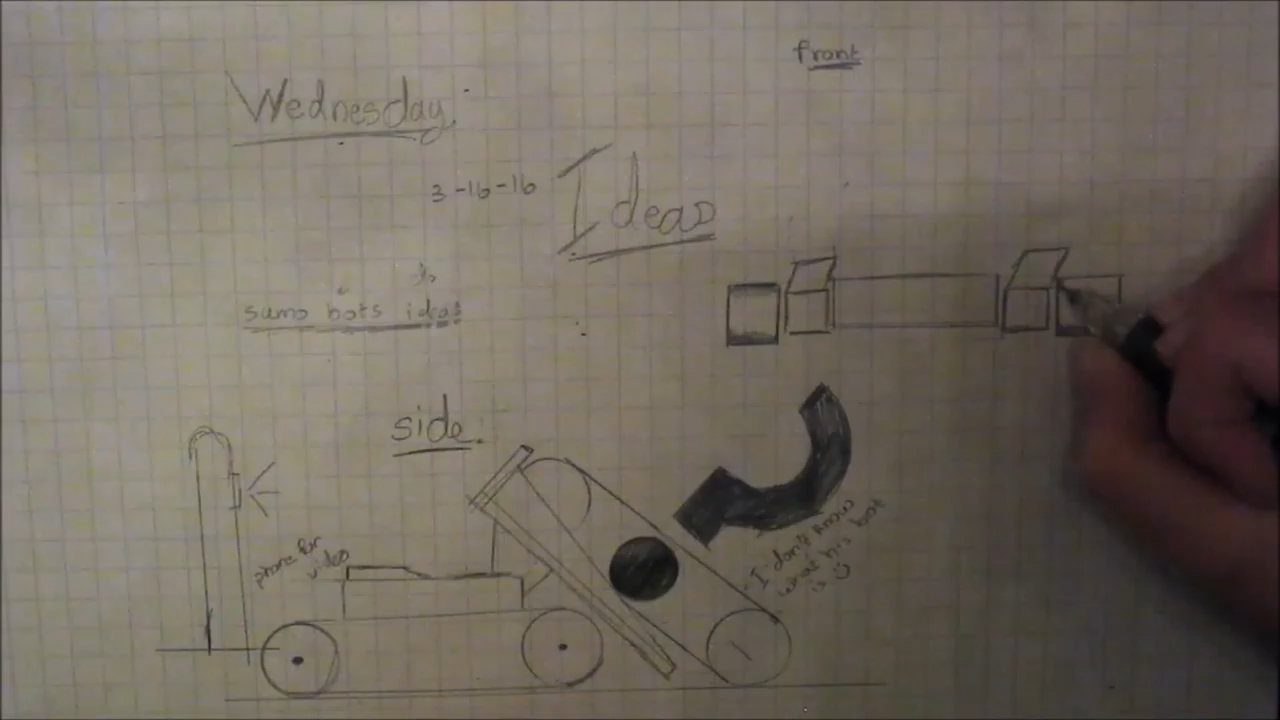 front
Wednesday.
3-16-16
Ideas
sumo bots ideas
side.
phone for
video
I don't know
what his bot
is